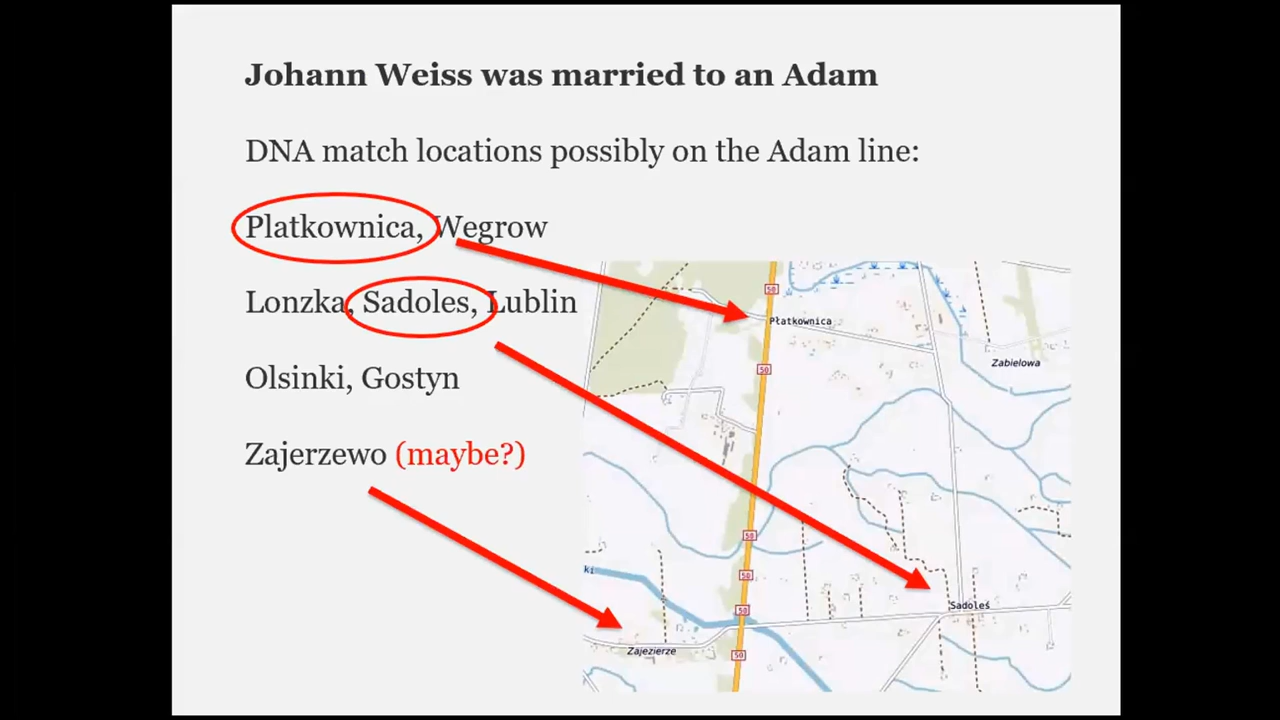 Johann Weiss was married to an Adam
DNA match locations possibly on the Adam line:
Platkownica, Wegrow
Lonzka, Sadoles, Lublin
Olsinki, Gostyn
Zajerzewo (maybe?)
50
Płatkownica
50
Zabielowa
50
ki
50
Sadoleś
50
Zajezierze
50